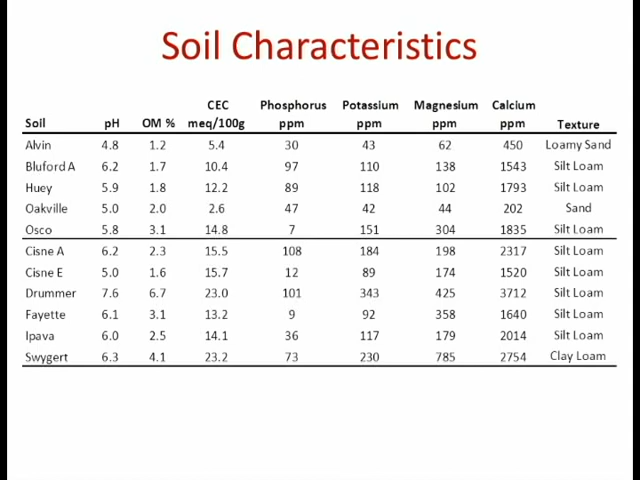 Soil Characteristics
CEC Phosphorus Potassium Magnesium Calcium
Soil pH OM % meq/100g ppm ppm ppm ppm Texture
Alvin 4.8 1.2 5.4 30 43 62 450 Loamy Sand
Bluford A 6.2 1.7 10.4 97 110 138 1543 Silt Loam
Huey 5.9 1.8 12.2 89 118 102 1793 Silt Loam
Oakville 5.0 2.0 2.6 47 42 44 202 Sand
Osco 5.8 3.1 14.8 7 151 304 1835 Silt Loam
Cisne A 6.2 2.3 15.5 108 184 198 2317 Silt Loam
Cisne E 5.0 1.6 15.7 12 89 174 1520 Silt Loam
Drummer 7.6 6.7 23.0 101 343 425 3712 Silt Loam
Fayette 6.1 3.1 13.2 9 92 358 1640 Silt Loam
Ipava 6.0 2.5 14.1 36 117 179 2014 Silt Loam
Swygert 6.3 4.1 23.2 73 230 785 2754 Clay Loam